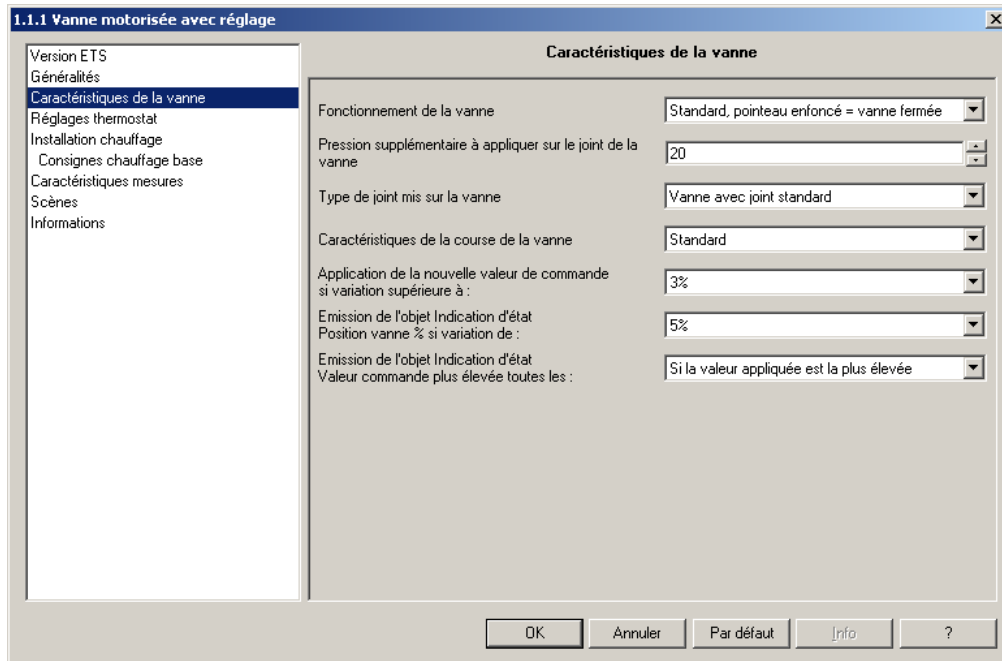 1.1.1 Vanne motorisée avec réglage
Version ETS
Généralités
Caractéristiques de la vanne
Réglages thermostat
Installation chauffage
Consignes chauffage base
Caractéristiques mesures
Scènes
Informations
Caractéristiques de la vanne
Fonctionnement de la vanne
Standard, pointeau enfoncé = vanne fermée
Pression supplémentaire à appliquer sur le joint de la
vanne
20
Type de joint mis sur la vanne
Vanne avec joint standard
Caractéristiques de la course de la vanne
Standard
Application de la nouvelle valeur de commande
si variation supérieure à :
3%
Emission de l'objet Indication d'état
Position vanne % si variation de :
5%
Emission de l'objet Indication d'état
Valeur commande plus élevée toutes les :
Si la valeur appliquée est la plus élevée
OK
Annuler
Par défaut
Info
?